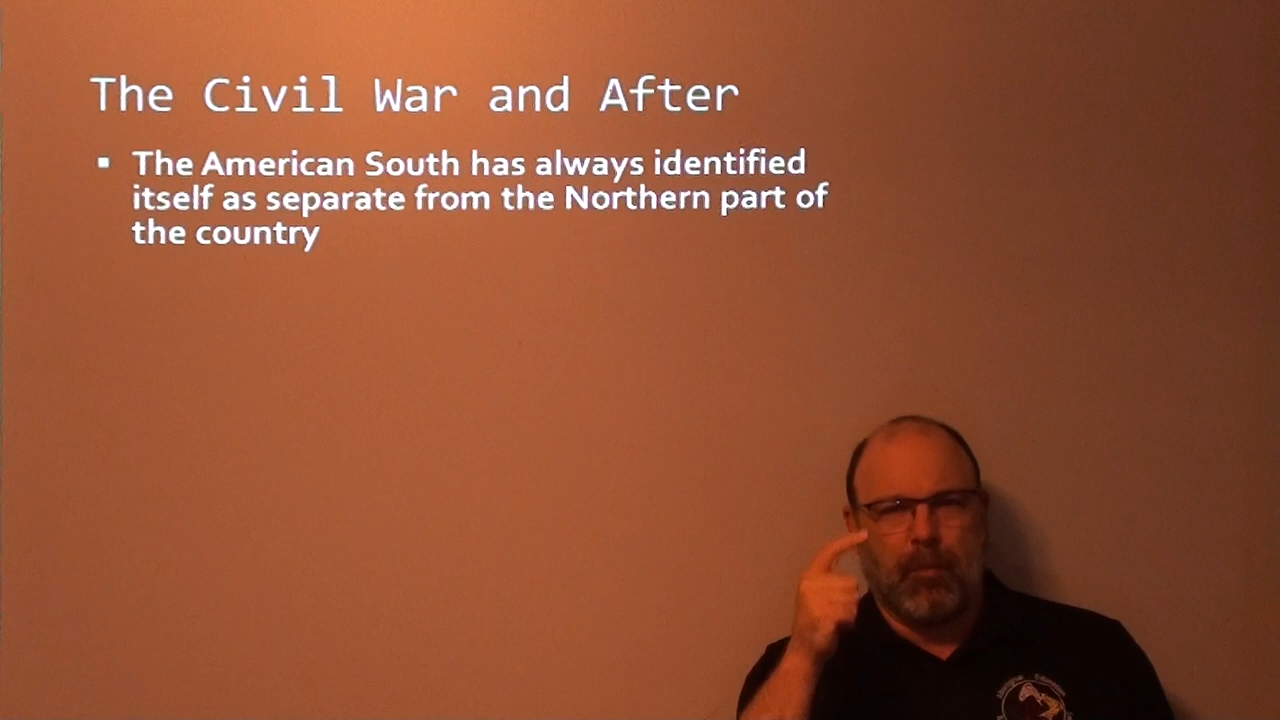 The Civil War and After
▪ The American South has always identified
itself as separate from the Northern part of
the country